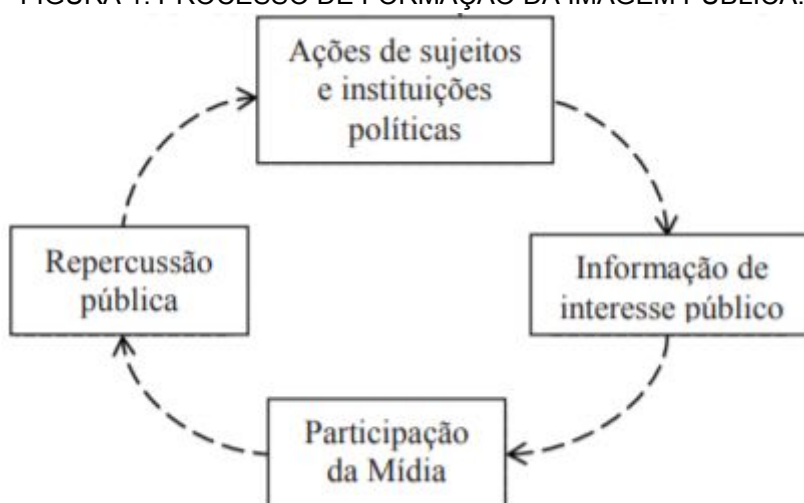 FIGURA 1: PROCESSO DE FORMAÇÃO DA IMAGEM PÚBLICA.
Ações de sujeitos
e instituições
políticas
Repercussão
pública
Informação de
interesse público
Participação
da Mídia